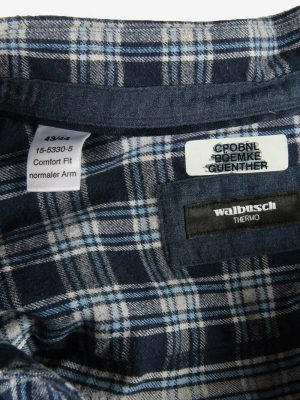 43/44
15-5330-5
Comfort Fit
normaler Arm
CPOBNL
BOEMKE
GUENTHER
walbusch
THERMO